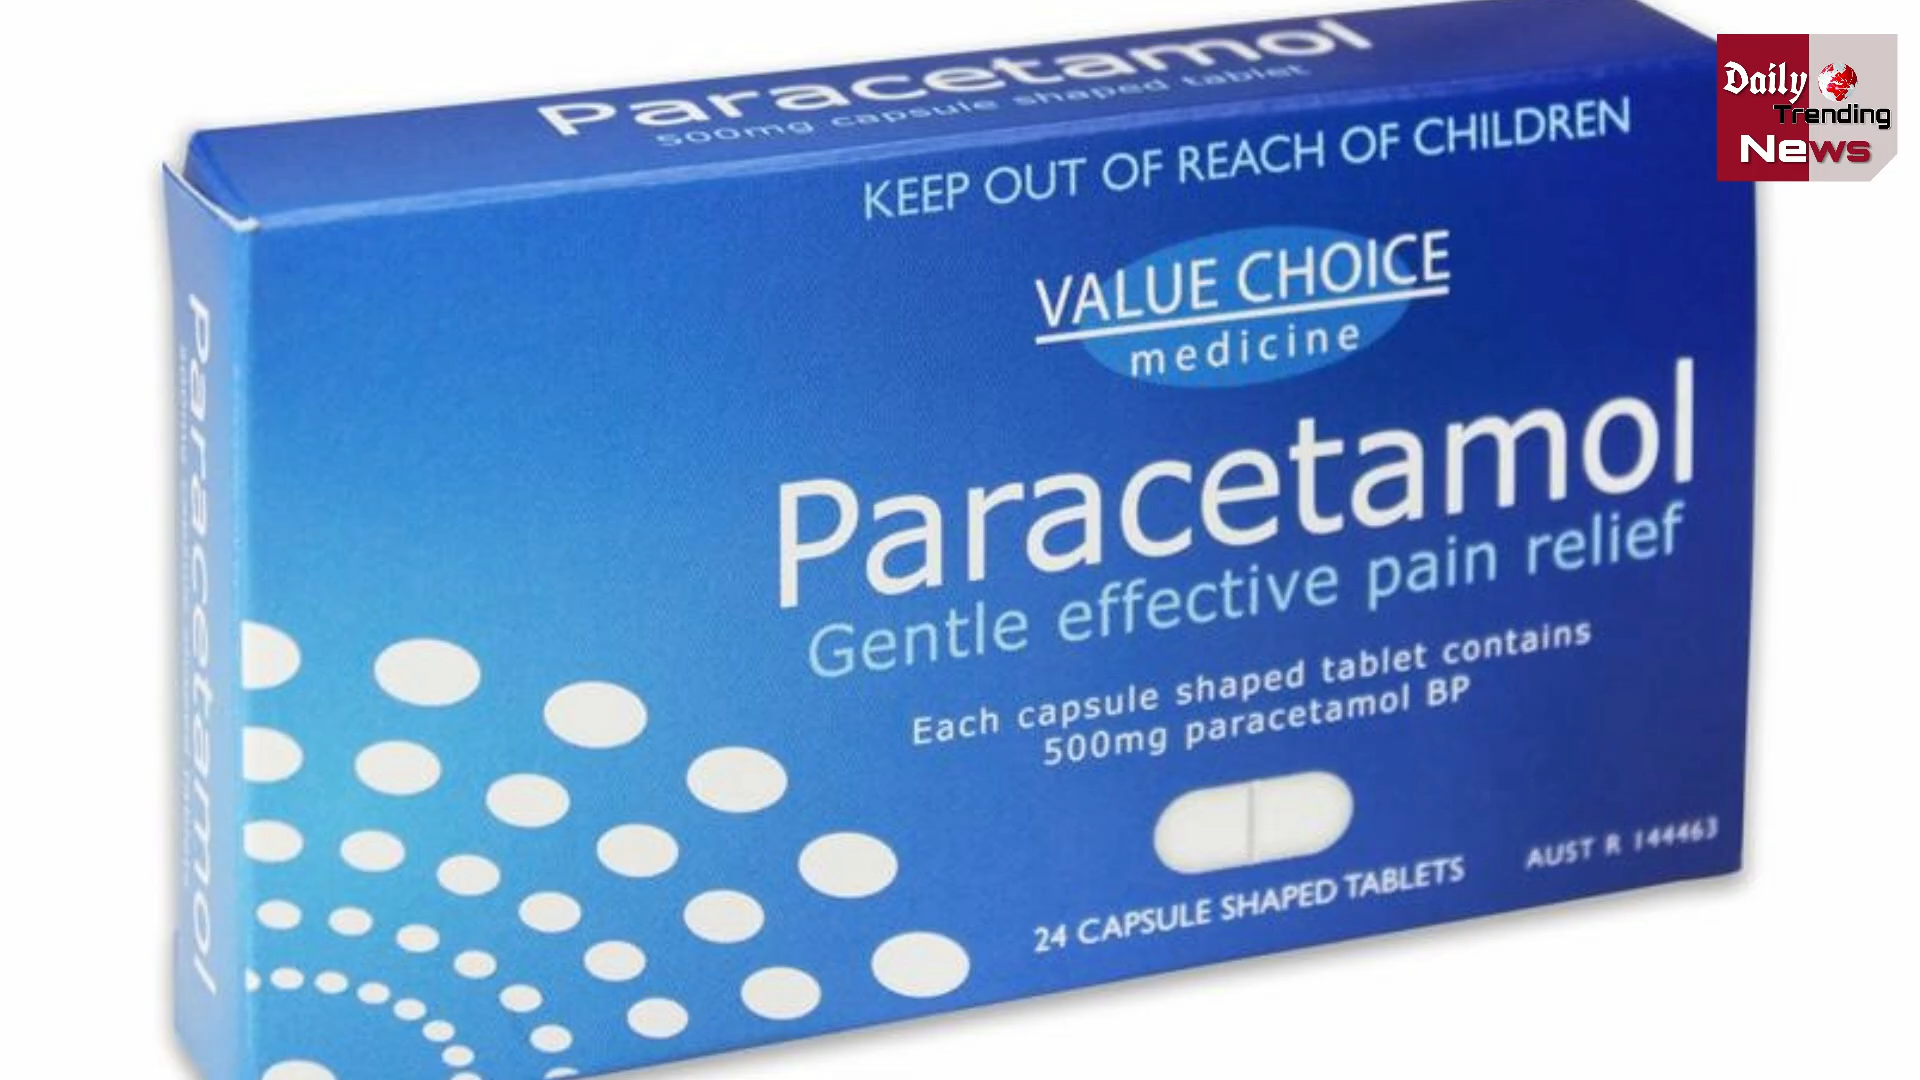 Paracetamol
500mg capsule shaped tablet
Daily
Trending
News
KEEP OUT OF REACH OF CHILDREN
VALUE CHOICE
medicine
Paracetamol
Gentle effective pain relief
Each capsule shaped tablet contains
500mg paracetamol BP
24 CAPSULE SHAPED TABLETS
AUST R 144463
Paracetamol